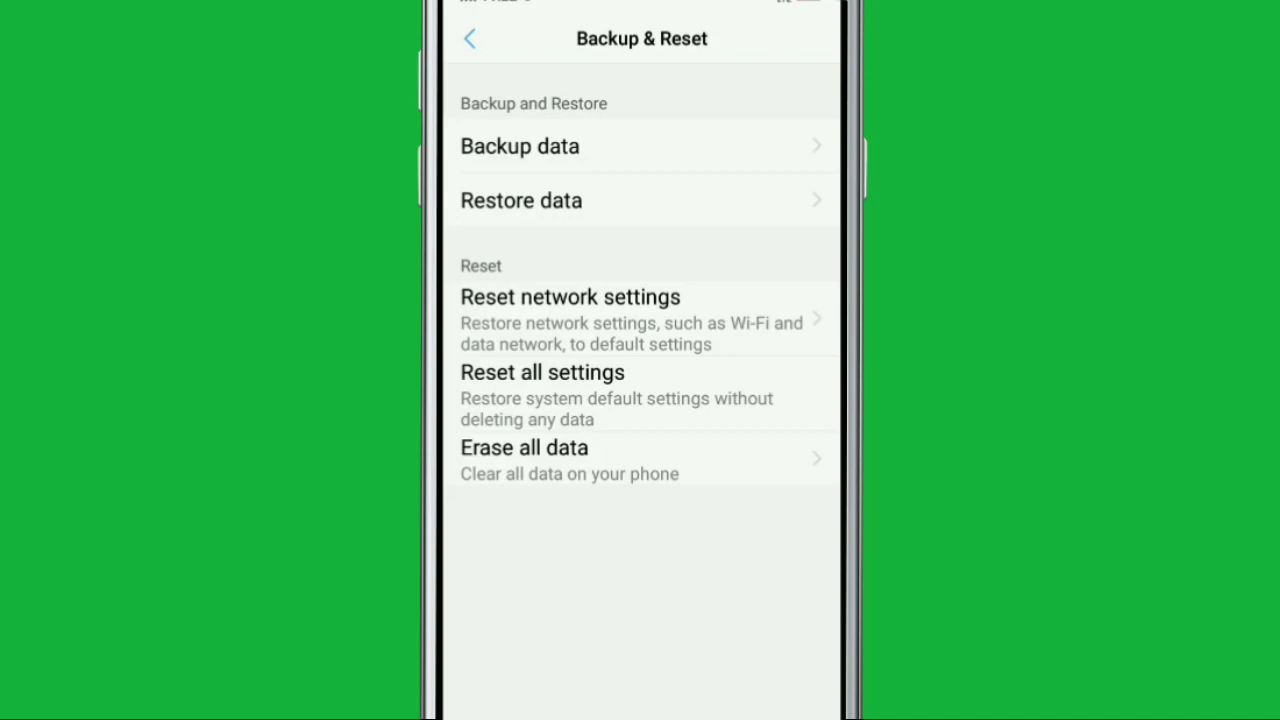 Backup & Reset
Backup and Restore
Backup data
Restore data
Reset
Reset network settings
Restore network settings, such as Wi-Fi and
data network, to default settings
Reset all settings
Restore system default settings without
deleting any data
Erase all data
Clear all data on your phone